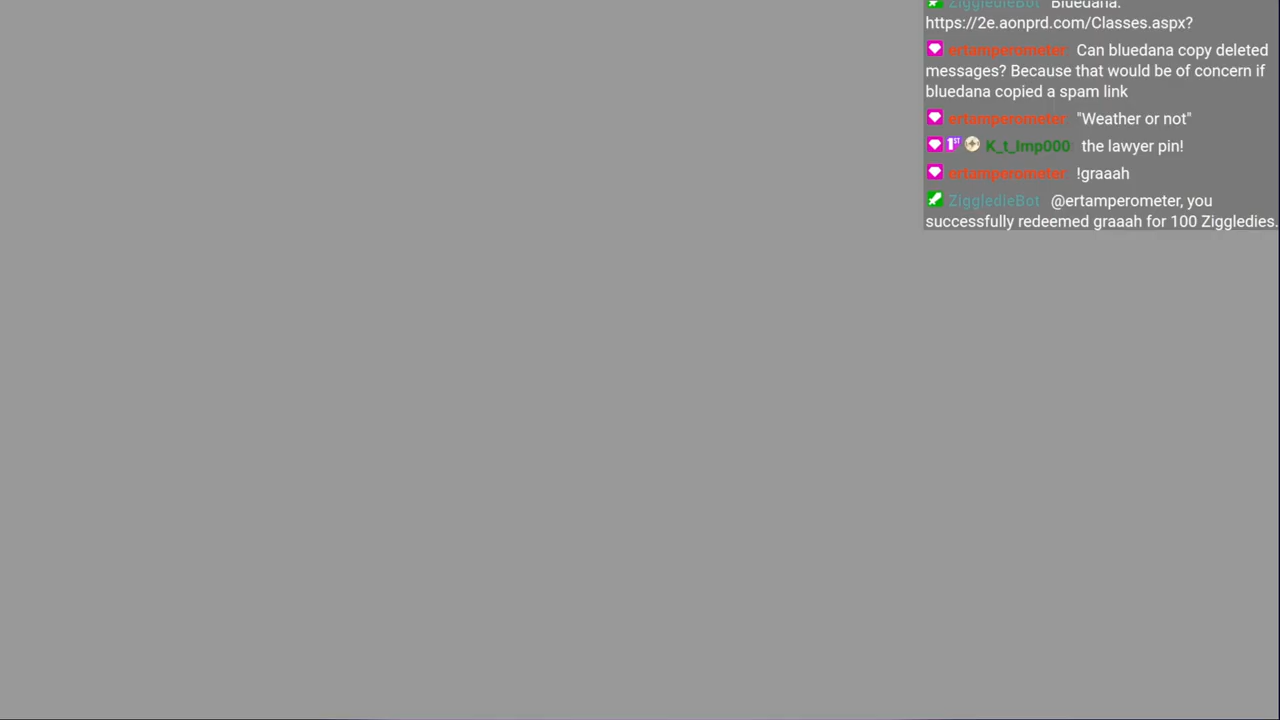 ZiggledieBot Bluedana:
https://2e.aonprd.com/Classes.aspx?
ertamperometer: Can bluedana copy deleted
messages? Because that would be of concern if
bluedana copied a spam link
ertamperometer: "Weather or not"
1ST K_t_Imp000: the lawyer pin!
ertamperometer: !graaah
ZiggledieBot @ertamperometer, you
successfully redeemed graaah for 100 Ziggledies.